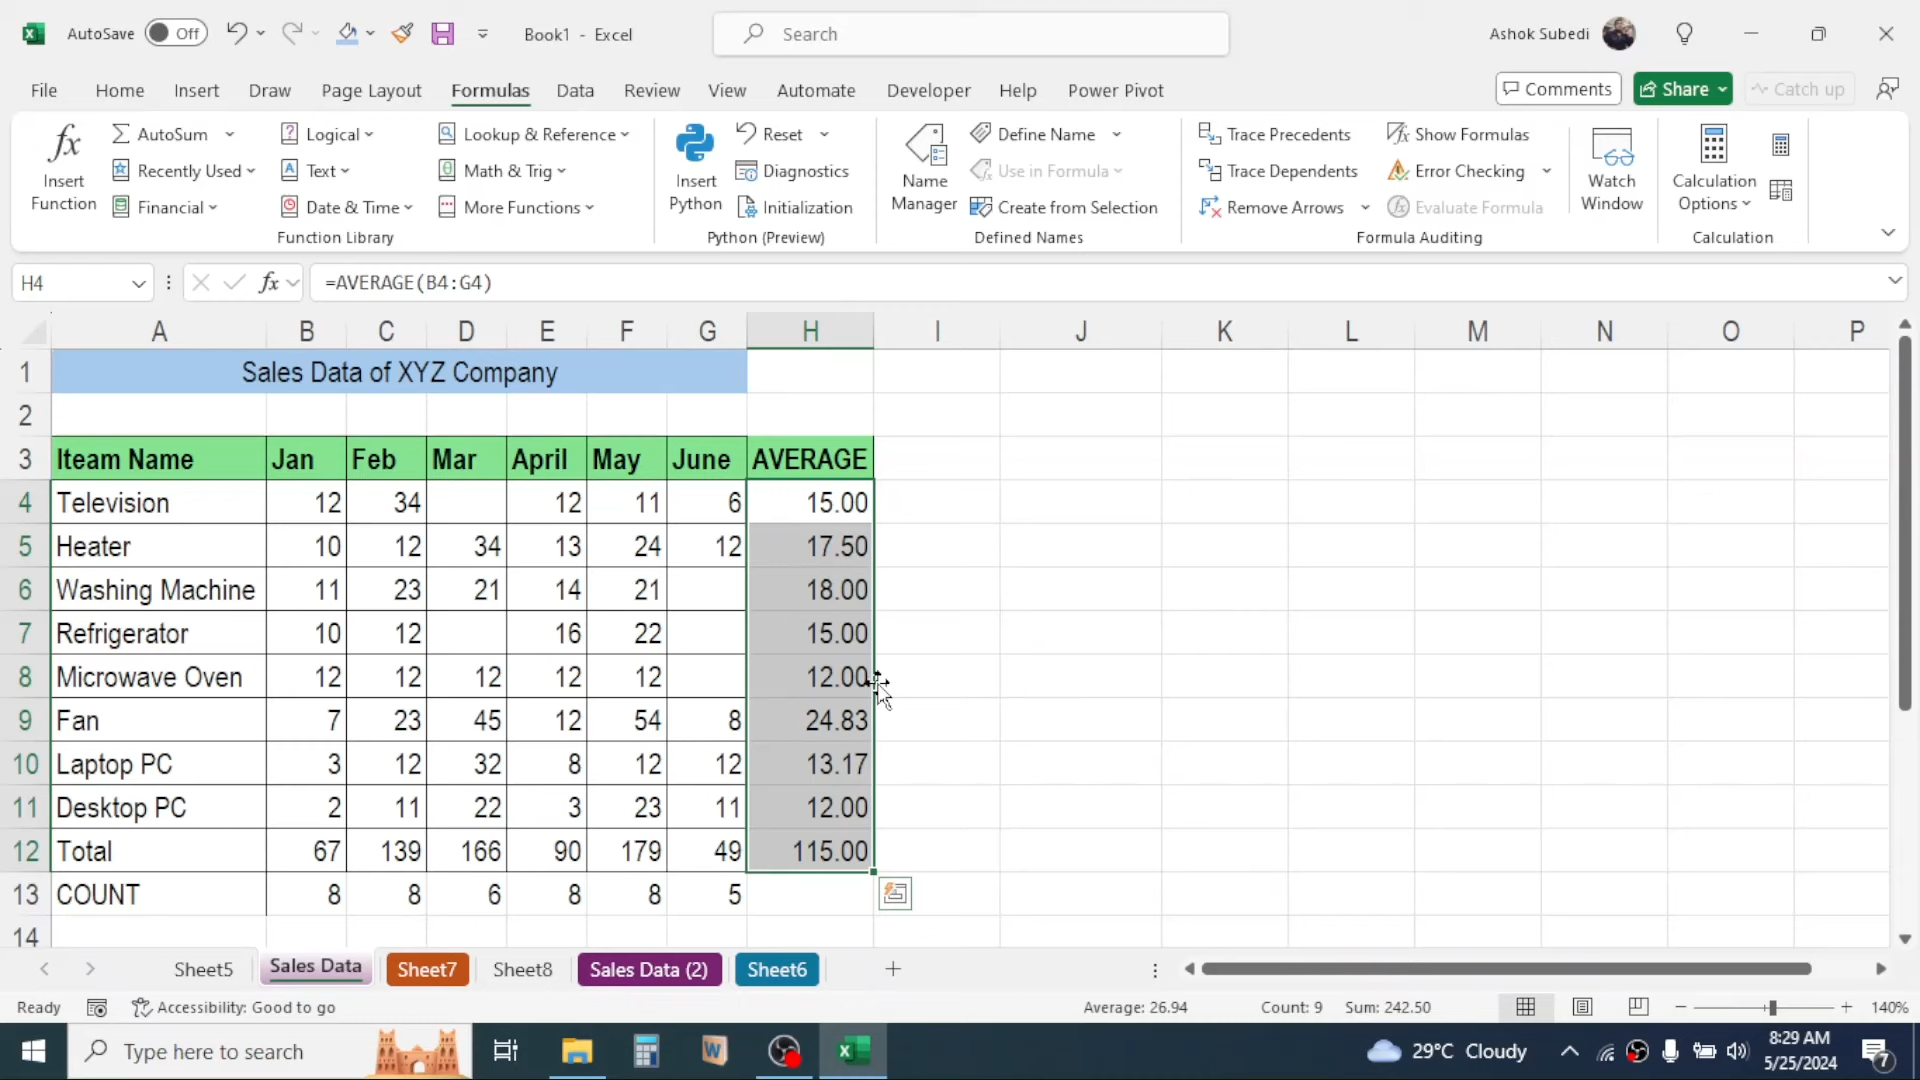 AutoSave Off Book1 - Excel Search Ashok Subedi
File Home Insert Draw Page Layout Formulas Data Review View Automate Developer Help Power Pivot Comments Share Catch up
fx Insert Function
AutoSum
Recently Used
Financial
Logical
Text
Date & Time
Lookup & Reference
Math & Trig
More Functions
Function Library
Insert Python
Reset
Diagnostics
Initialization
Python (Preview)
Name Manager
Define Name
Use in Formula
Create from Selection
Defined Names
Trace Precedents
Trace Dependents
Remove Arrows
Show Formulas
Error Checking
Evaluate Formula
Formula Auditing
Watch Window
Calculation Options
Calculation
H4 fx =AVERAGE(B4:G4)
A B C D E F G H I J K L M N O P
1 Sales Data of XYZ Company
2
3 Iteam Name Jan Feb Mar April May June AVERAGE
4 Television 12 34 12 11 6 15.00
5 Heater 10 12 34 13 24 12 17.50
6 Washing Machine 11 23 21 14 21 18.00
7 Refrigerator 10 12 16 22 15.00
8 Microwave Oven 12 12 12 12 12 12.00
9 Fan 7 23 45 12 54 8 24.83
10 Laptop PC 3 12 32 8 12 12 13.17
11 Desktop PC 2 11 22 3 23 11 12.00
12 Total 67 139 166 90 179 49 115.00
13 COUNT 8 8 6 8 8 5
14
Sheet5 Sales Data Sheet7 Sheet8 Sales Data (2) Sheet6
Ready Accessibility: Good to go Average: 26.94 Count: 9 Sum: 242.50 140%
Type here to search W 29°C Cloudy 8:29 AM 7
5/25/2024